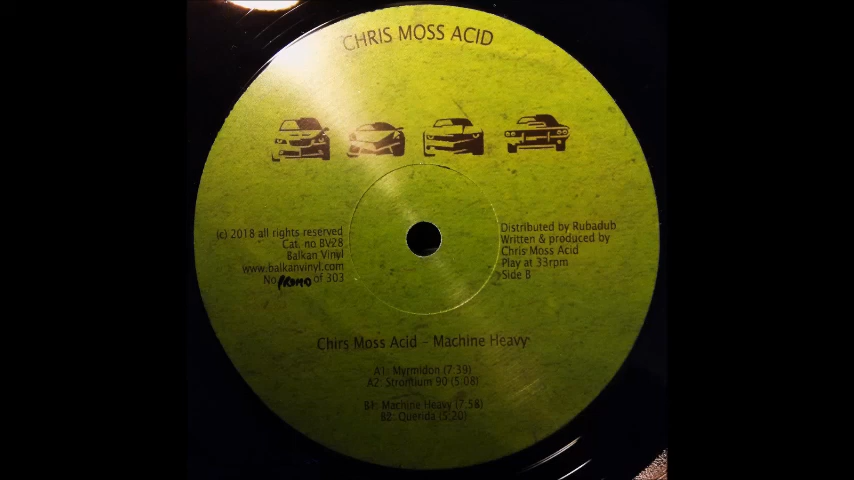 CHRIS MOSS ACID
(c) 2018 all rights reserved
Cat. no BV28
Balkan Vinyl
www.balkanvinyl.com
No promo of 303
Distributed by Rubadub
Written & produced by
Chris Moss Acid
Play at 33rpm
Side B
Chirs Moss Acid - Machine Heavy
A1: Myrmidon (7:39)
A2: Strontium 90 (5:08)
B1: Machine Heavy (7:58)
B2: Querida (5:20)